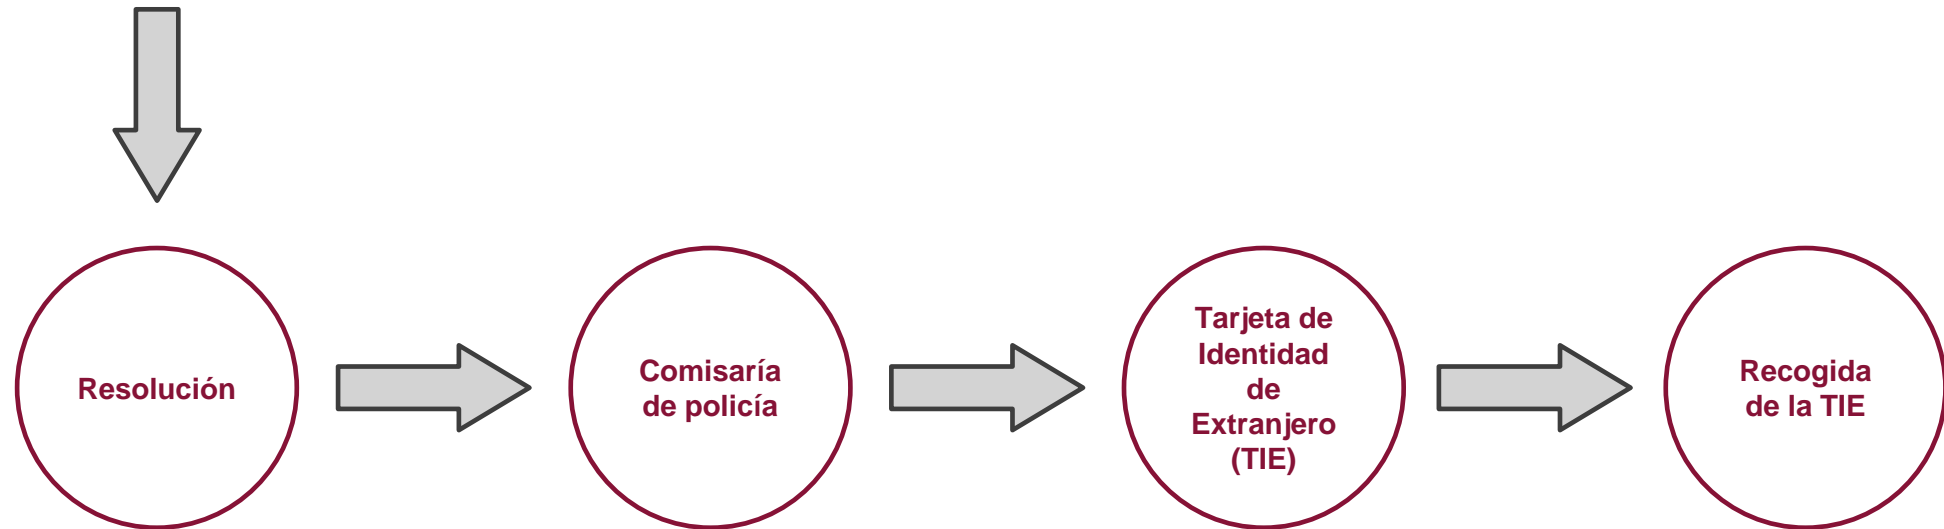 Resolución
Comisaría
de policía
Tarjeta de
Identidad
de
Extranjero
(TIE)
Recogida
de la TIE